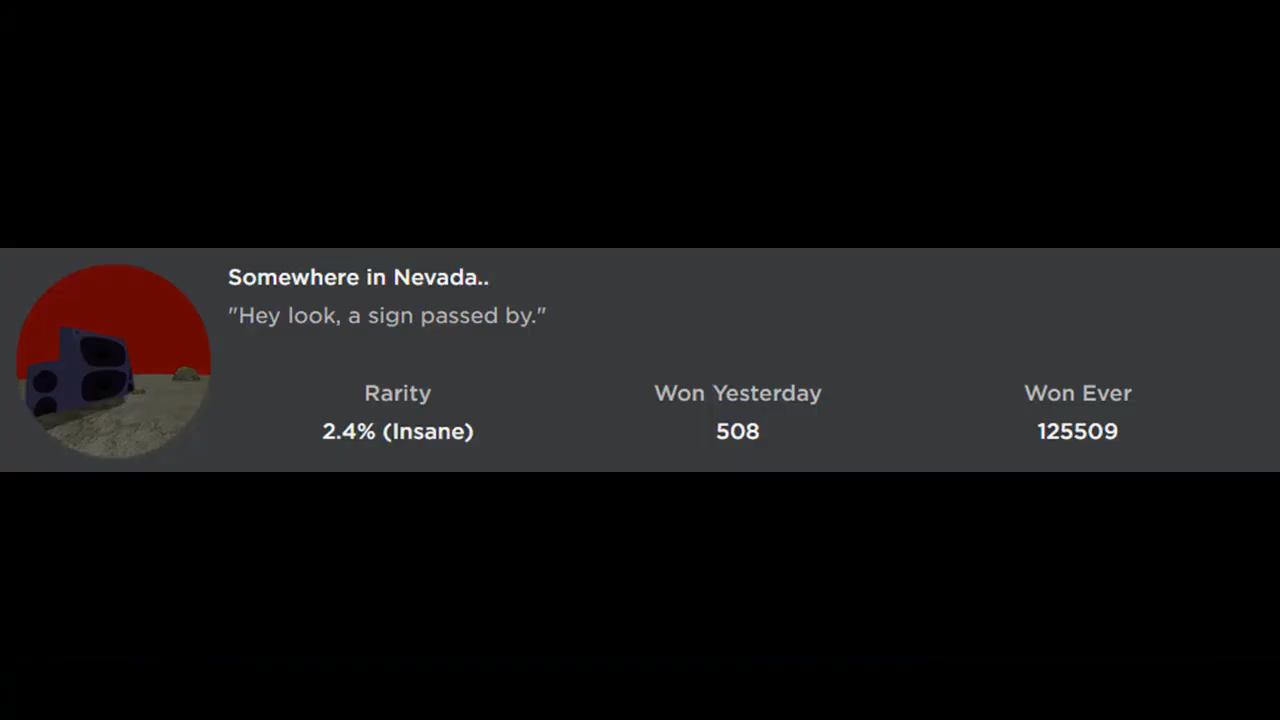 Somewhere in Nevada..
"Hey look, a sign passed by."
Rarity Won Yesterday Won Ever
2.4% (Insane) 508 125509